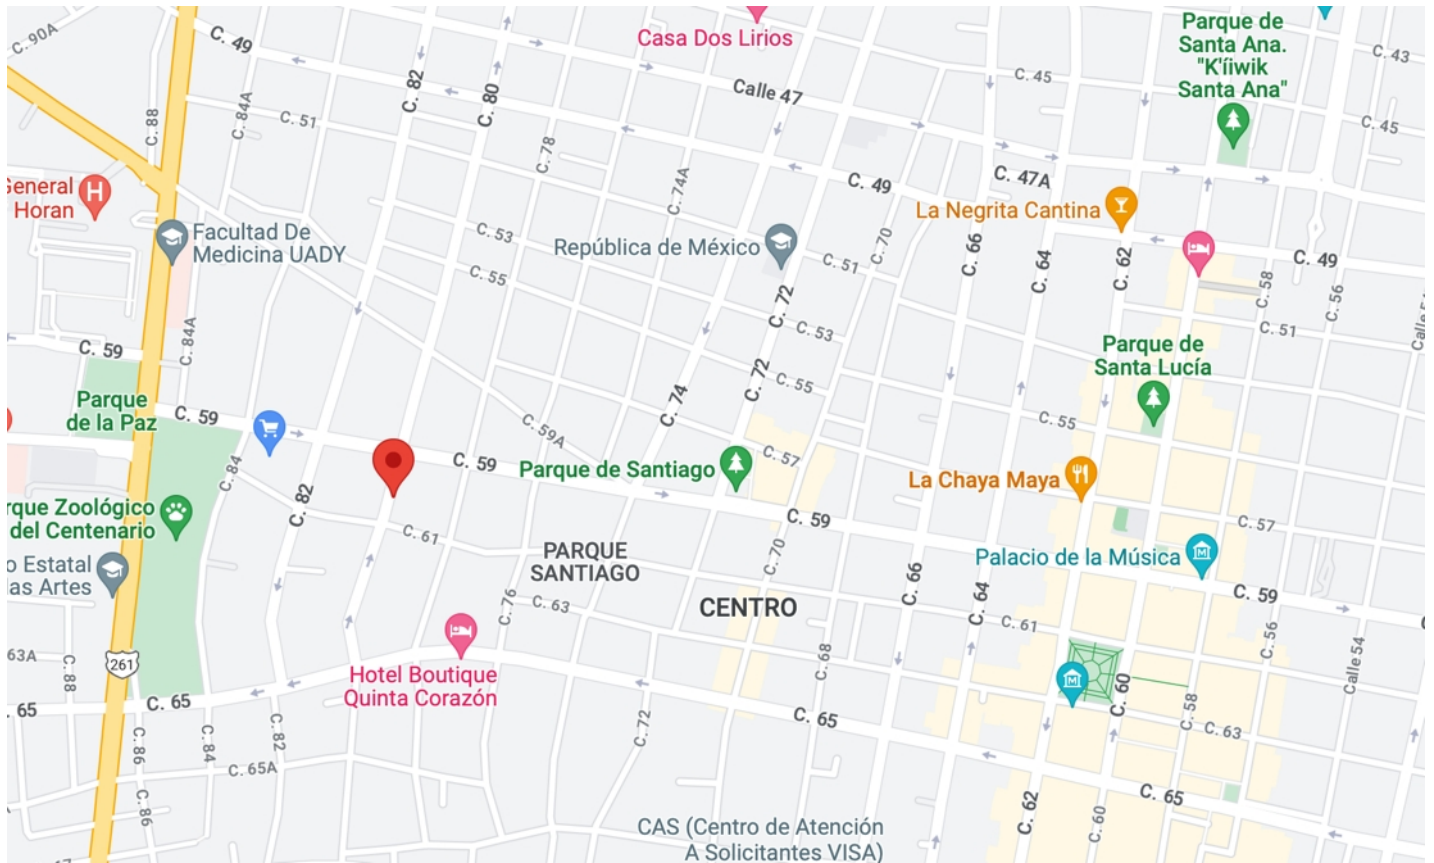 C. 90A
C. 49
C. 82
C. 80
Casa Dos Lirios
Calle 47
C. 45
Parque de
Santa Ana.
"K'íiwik
Santa Ana"
C. 43
C. 45
C. 88
C. 84A
C. 51
C. 78
C. 74A
C. 49
C. 47A
General
Horan
La Negrita Cantina
Facultad De
Medicina UADY
C. 53
República de México
C. 51
C. 70
C. 66
C. 64
C. 62
C. 49
C. 58
C. 56
C. 55
C. 72
C. 53
C. 51
C. 84A
C. 59
Parque de
Santa Lucía
Parque
de la Paz
C. 59
C. 74
C. 72
C. 55
C. 59A
C. 55
C. 57
C. 84
C. 59
Parque de Santiago
La Chaya Maya
C. 82
C. 59
C. 57
rque Zoológico
del Centenario
C. 61
PARQUE
SANTIAGO
C. 70
Palacio de la Música
o Estatal
as Artes
C. 76
C. 63
CENTRO
C. 66
C. 64
C. 59
C. 61
C. 56
Calle 54
63A
C. 88
261
C. 68
Hotel Boutique
Quinta Corazón
C. 60
C. 58
C. 65
C. 65
C. 82
C. 72
C. 65
C. 63
C. 86
C. 84
C. 65A
C. 86
C. 62
C. 60
C. 65
CAS (Centro de Atención
A Solicitantes VISA)